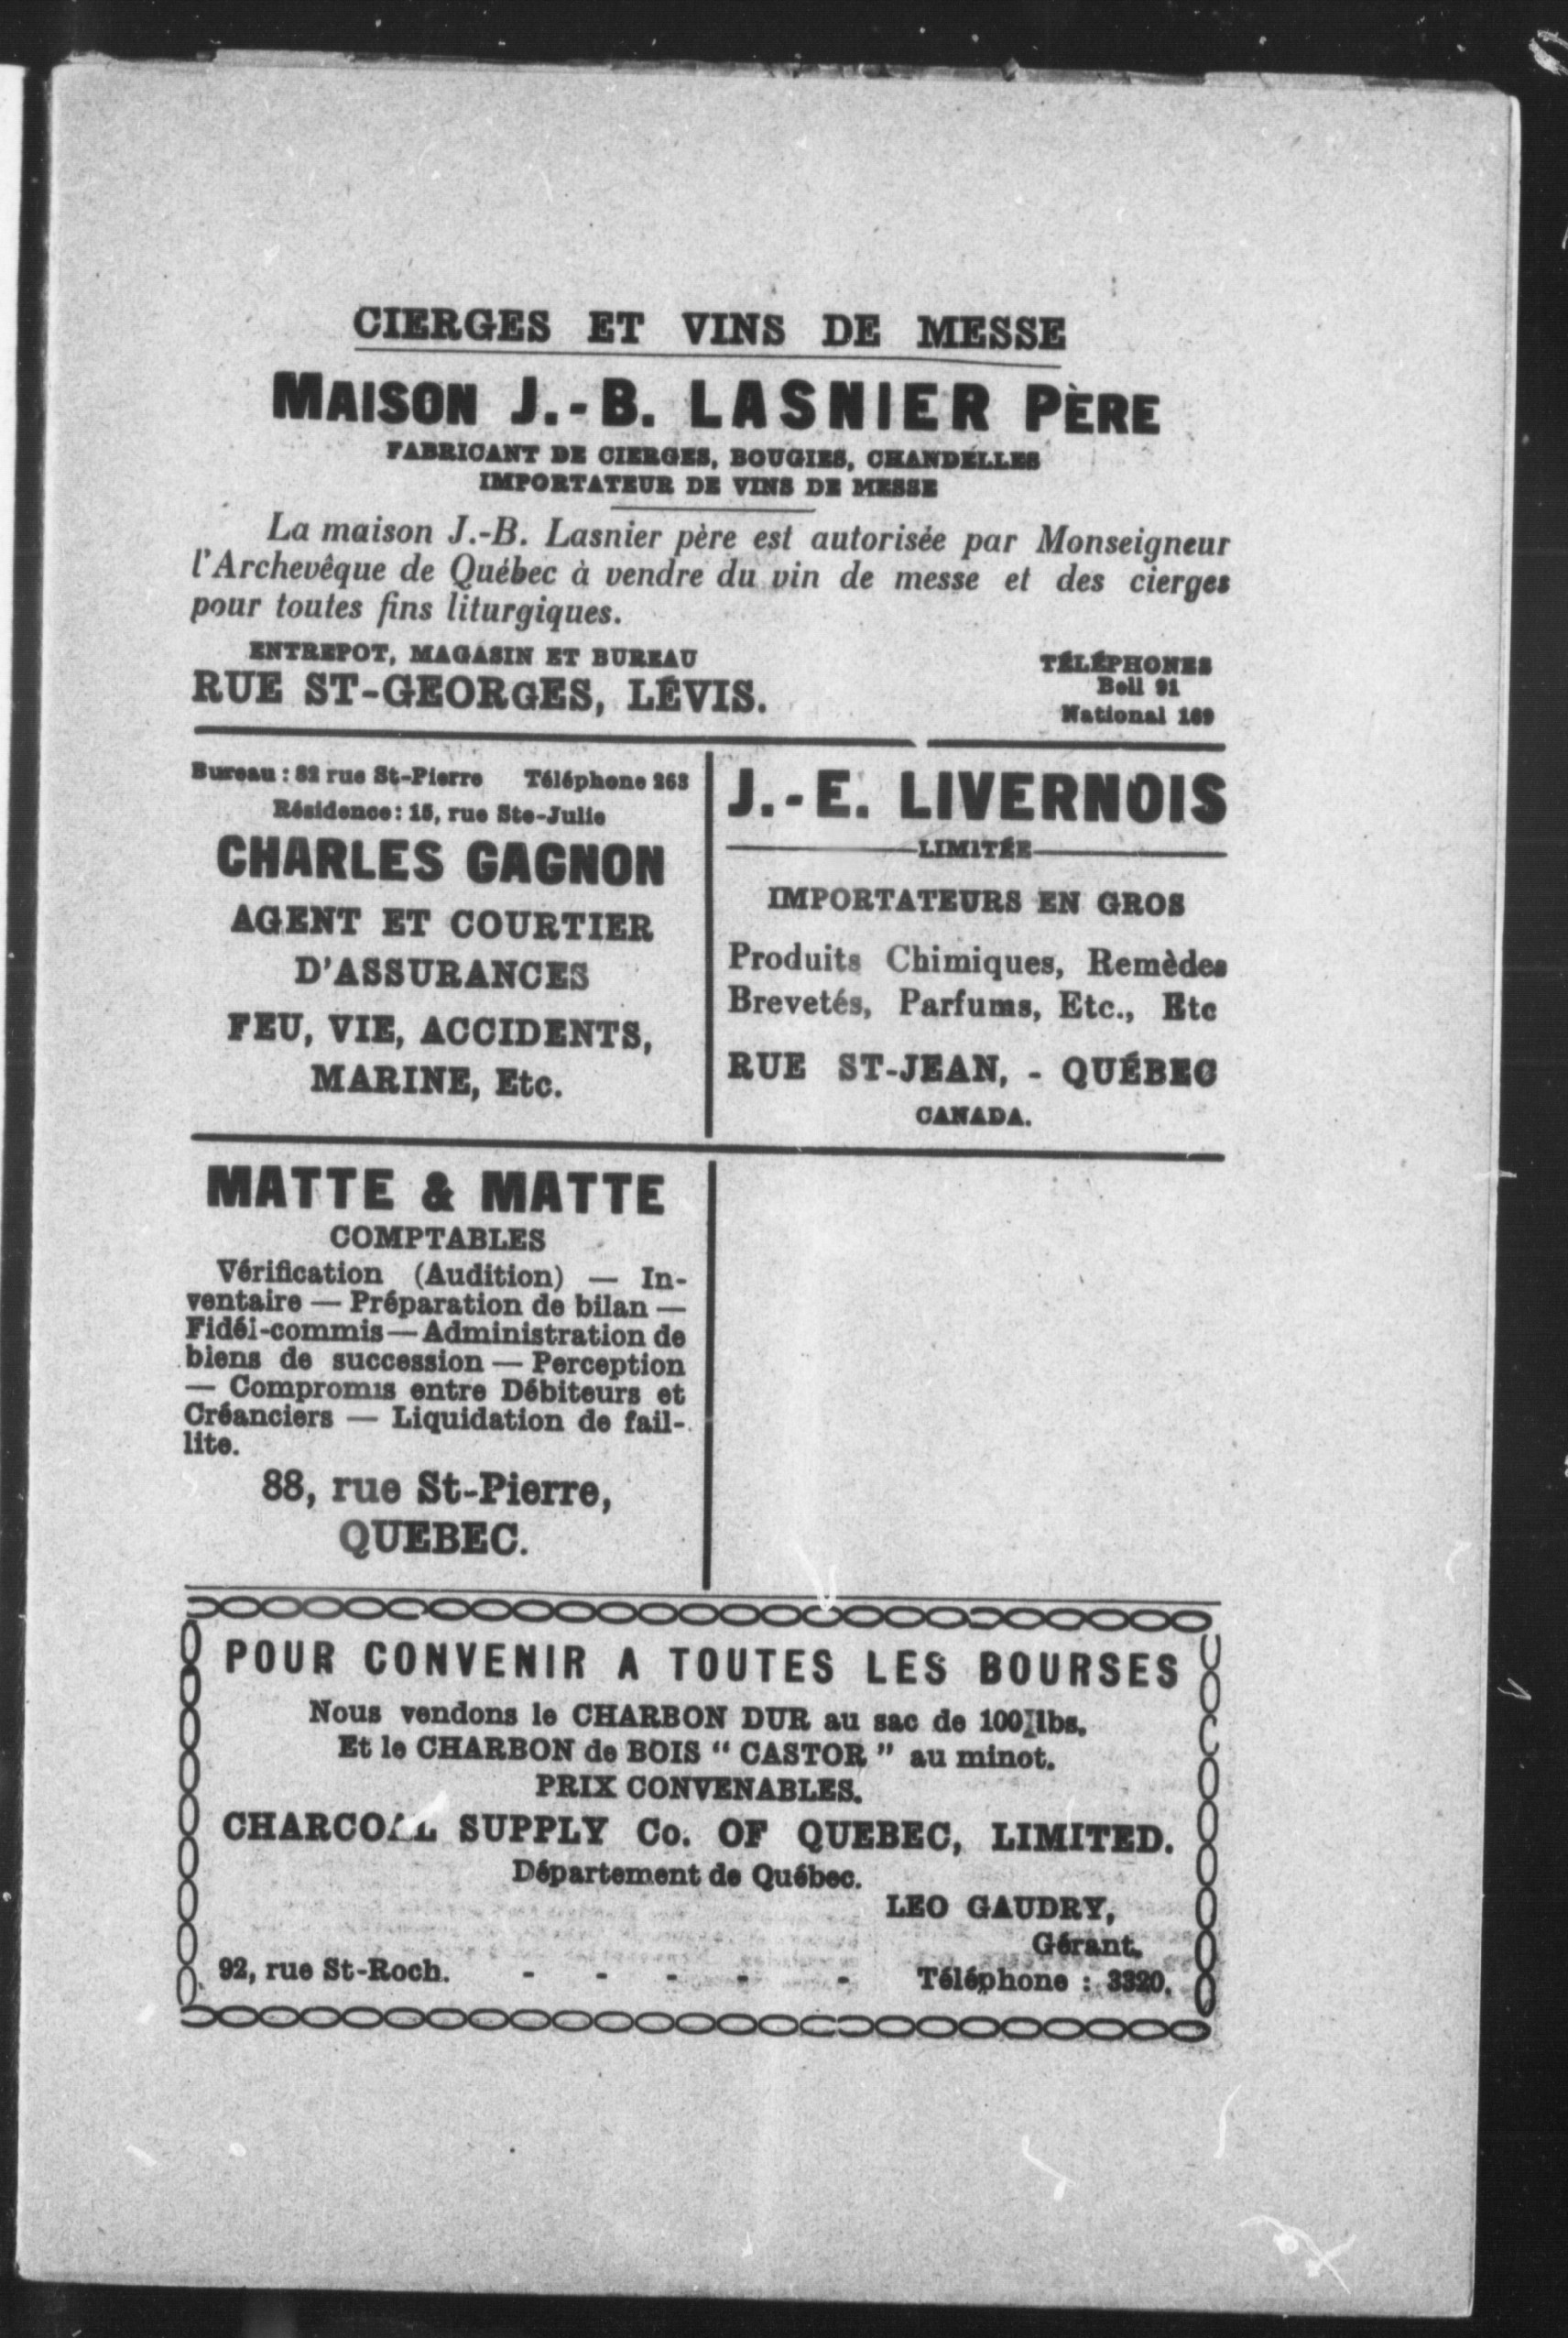 CIERGES ET VINS DE MESSE
MAISON J.-B. LASNIER PÈRE
FABRICANT DE CIERGES, BOUGIES, CHANDELLES
IMPORTATEUR DE VINS DE MESSE
La maison J.-B. Lasnier père est autorisée par Monseigneur
l'Archevêque de Québec à vendre du vin de messe et des cierges
pour toutes fins liturgiques.
ENTREPOT, MAGASIN ET BUREAU
RUE ST-GEORGES, LÉVIS.
TÉLÉPHONES
Bell 91
National 169
Bureau : 82 rue St-Pierre Téléphone 263
Résidence : 15, rue Ste-Julie
CHARLES GAGNON
AGENT ET COURTIER
D'ASSURANCES
FEU, VIE, ACCIDENTS,
MARINE, Etc.
J.-E. LIVERNOIS
LIMITÉE
IMPORTATEURS EN GROS
Produits Chimiques, Remèdes
Brevetés, Parfums, Etc., Etc
RUE ST-JEAN, - QUÉBEC
CANADA.
MATTE & MATTE
COMPTABLES
Vérification (Audition) — In-
ventaire — Préparation de bilan —
Fidéi-commis — Administration de
biens de succession — Perception
— Compromis entre Débiteurs et
Créanciers — Liquidation de fail-
lite.
88, rue St-Pierre,
QUEBEC.
POUR CONVENIR A TOUTES LES BOURSES
Nous vendons le CHARBON DUR au sac de 100 lbs.
Et le CHARBON de BOIS " CASTOR " au minot.
PRIX CONVENABLES.
CHARCOAL SUPPLY Co. OF QUEBEC, LIMITED.
Département de Québec.
LEO GAUDRY,
Gérant.
92, rue St-Roch. - - - - - Téléphone : 3320.